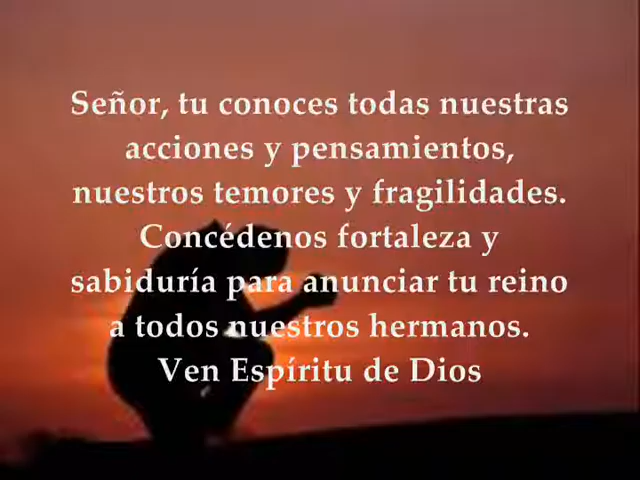 Señor, tu conoces todas nuestras
acciones y pensamientos,
nuestros temores y fragilidades.
Concédenos fortaleza y
sabiduría para anunciar tu reino
a todos nuestros hermanos.
Ven Espíritu de Dios